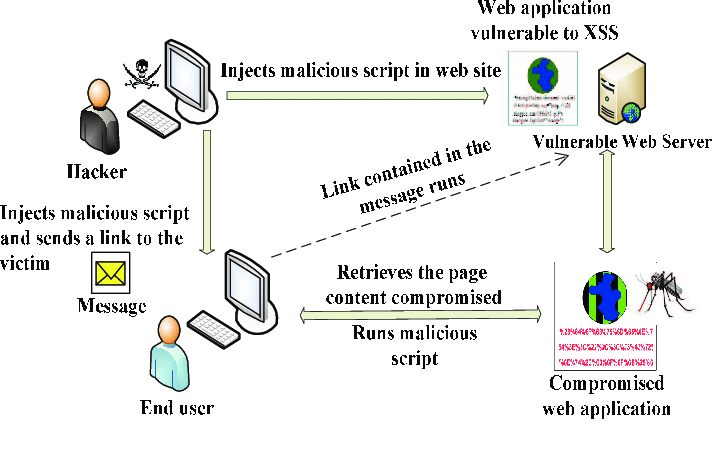 Web application
vulnerable to XSS
Injects malicious script in web site
Vulnerable Web Server
Hacker
Link contained in the
message runs
Injects malicious script
and sends a link to the
victim
Message
Retrieves the page
content compromised
Runs malicious
script
End user
Compromised
web application